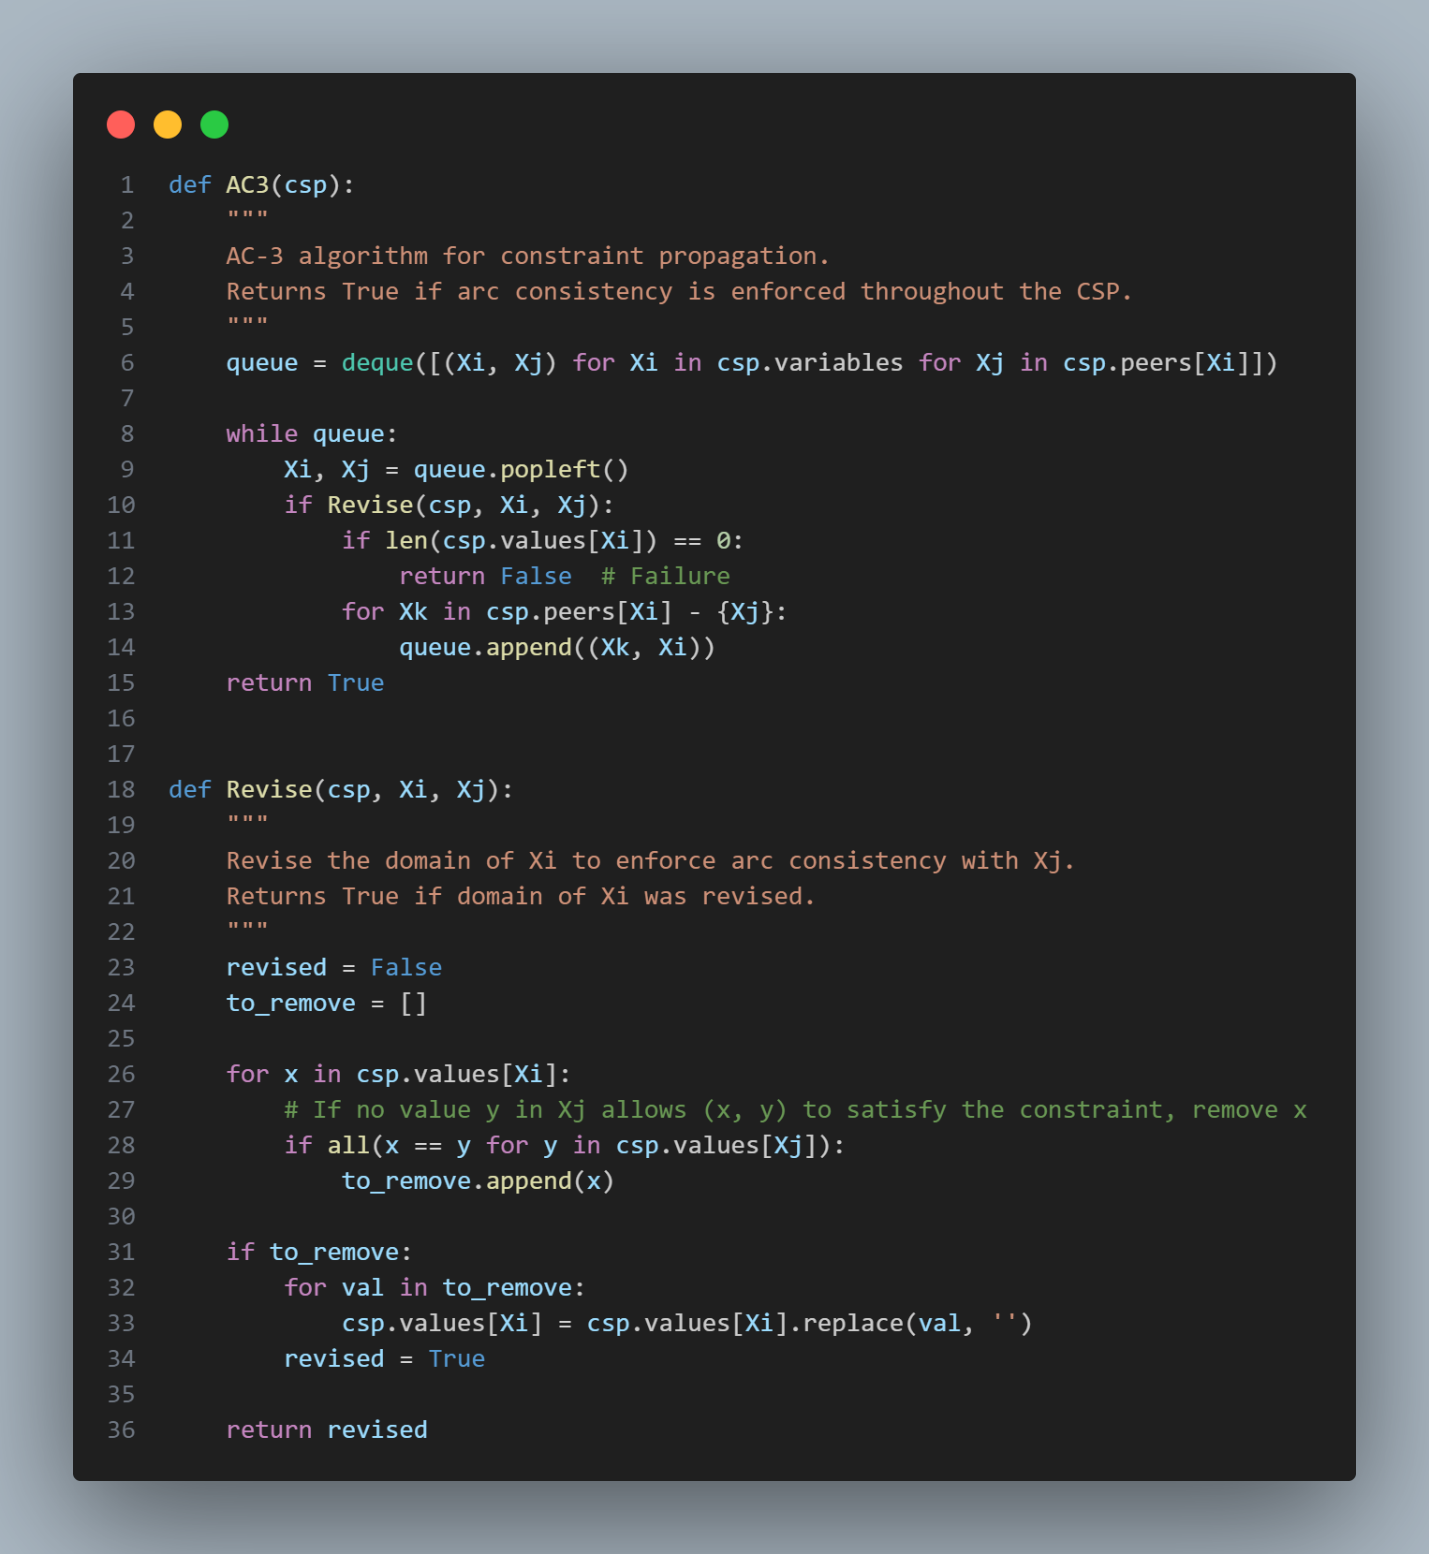 1 def AC3(csp):
2     """
3     AC-3 algorithm for constraint propagation.
4     Returns True if arc consistency is enforced throughout the CSP.
5     """
6     queue = deque([(Xi, Xj) for Xi in csp.variables for Xj in csp.peers[Xi]])
7
8     while queue:
9         Xi, Xj = queue.popleft()
10         if Revise(csp, Xi, Xj):
11             if len(csp.values[Xi]) == 0:
12                 return False  # Failure
13             for Xk in csp.peers[Xi] - {Xj}:
14                 queue.append((Xk, Xi))
15     return True
16
17
18 def Revise(csp, Xi, Xj):
19     """
20     Revise the domain of Xi to enforce arc consistency with Xj.
21     Returns True if domain of Xi was revised.
22     """
23     revised = False
24     to_remove = []
25
26     for x in csp.values[Xi]:
27         # If no value y in Xj allows (x, y) to satisfy the constraint, remove x
28         if all(x == y for y in csp.values[Xj]):
29             to_remove.append(x)
30
31     if to_remove:
32         for val in to_remove:
33             csp.values[Xi] = csp.values[Xi].replace(val, '')
34         revised = True
35
36     return revised